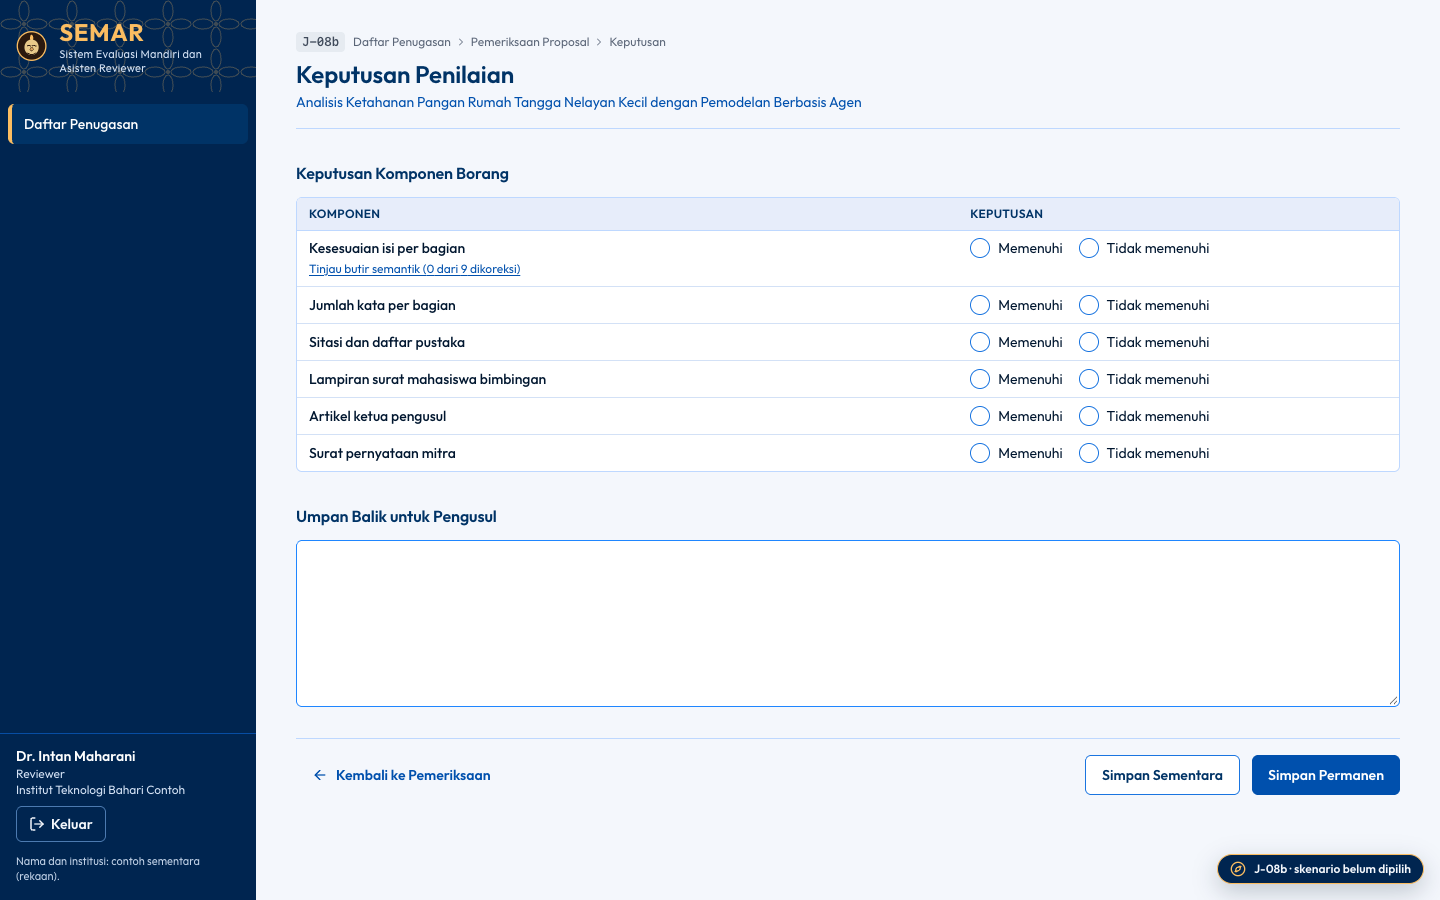 SEMAR
Sistem Evaluasi Mandiri dan
Asisten Reviewer
Daftar Penugasan
Dr. Intan Maharani
Reviewer
Institut Teknologi Bahari Contoh
Keluar
Nama dan institusi: contoh sementara
(rekaan).
J-08b Daftar Penugasan > Pemeriksaan Proposal > Keputusan
Keputusan Penilaian
Analisis Ketahanan Pangan Rumah Tangga Nelayan Kecil dengan Pemodelan Berbasis Agen
Keputusan Komponen Borang
KOMPONEN KEPUTUSAN
Kesesuaian isi per bagian Memenuhi Tidak memenuhi
Tinjau butir semantik (0 dari 9 dikoreksi)
Jumlah kata per bagian Memenuhi Tidak memenuhi
Sitasi dan daftar pustaka Memenuhi Tidak memenuhi
Lampiran surat mahasiswa bimbingan Memenuhi Tidak memenuhi
Artikel ketua pengusul Memenuhi Tidak memenuhi
Surat pernyataan mitra Memenuhi Tidak memenuhi
Umpan Balik untuk Pengusul
← Kembali ke Pemeriksaan Simpan Sementara Simpan Permanen
J-08b · skenario belum dipilih